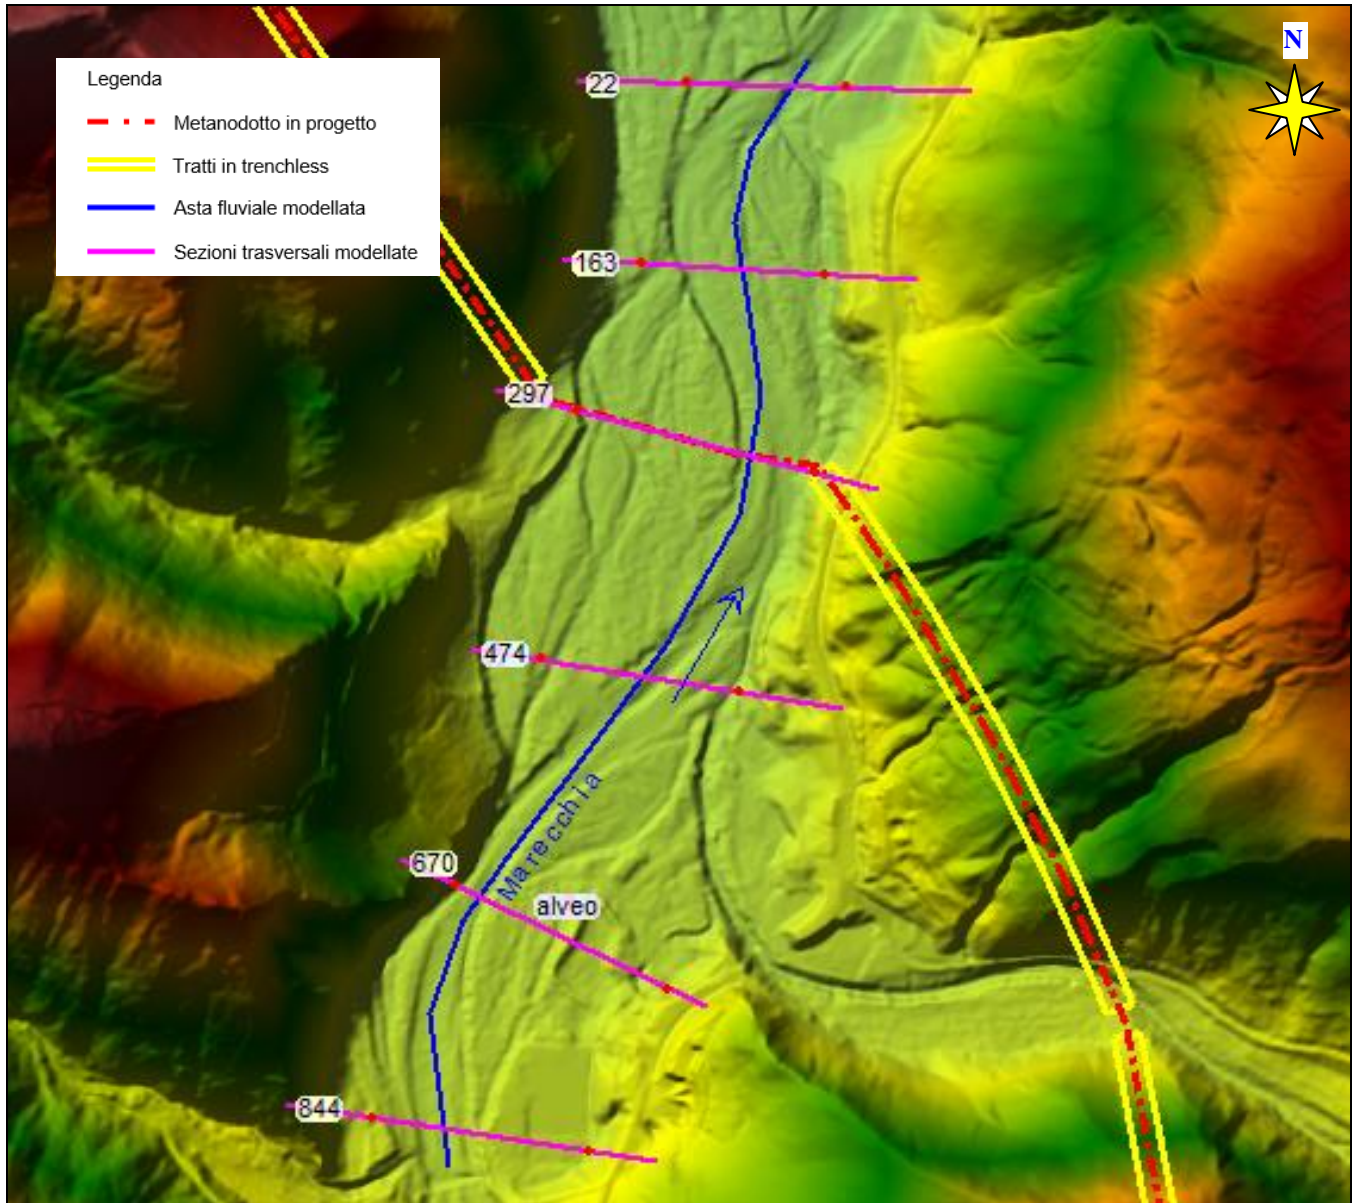 N
Legenda
Metanodotto in progetto
Tratti in trenchless
Asta fluviale modellata
Sezioni trasversali modellate
22
163
297
474
Marecchia
670
alveo
844